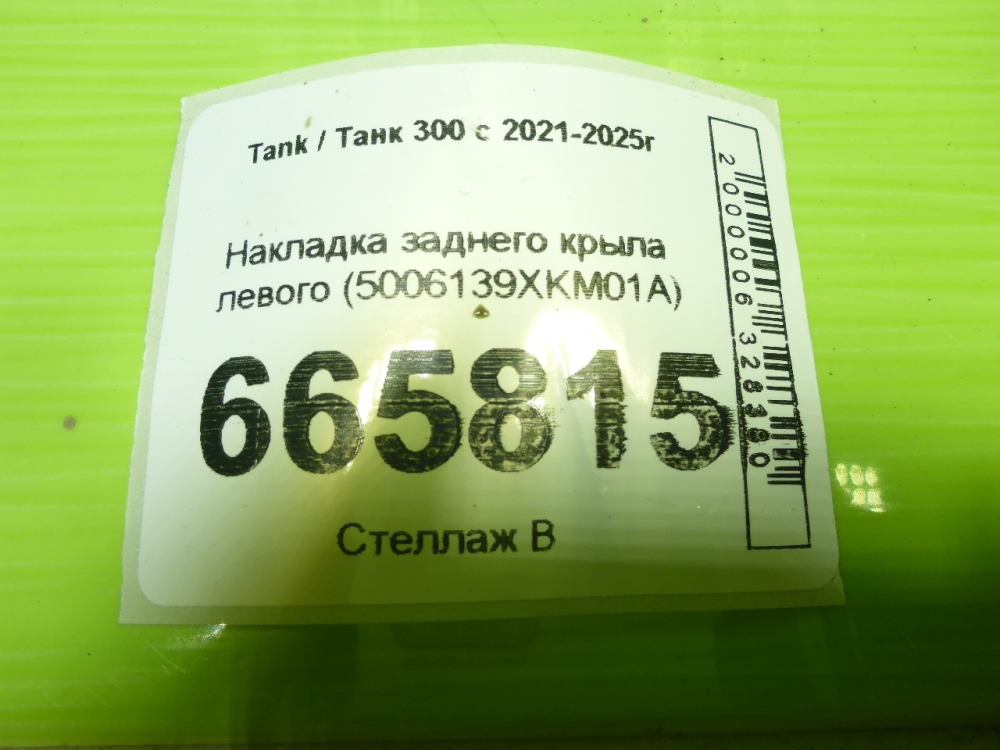 Tank / Танк 300 с 2021-2025г
Накладка заднего крыла
левого (5006139XKM01A)
665815
Стеллаж В
2000006328380